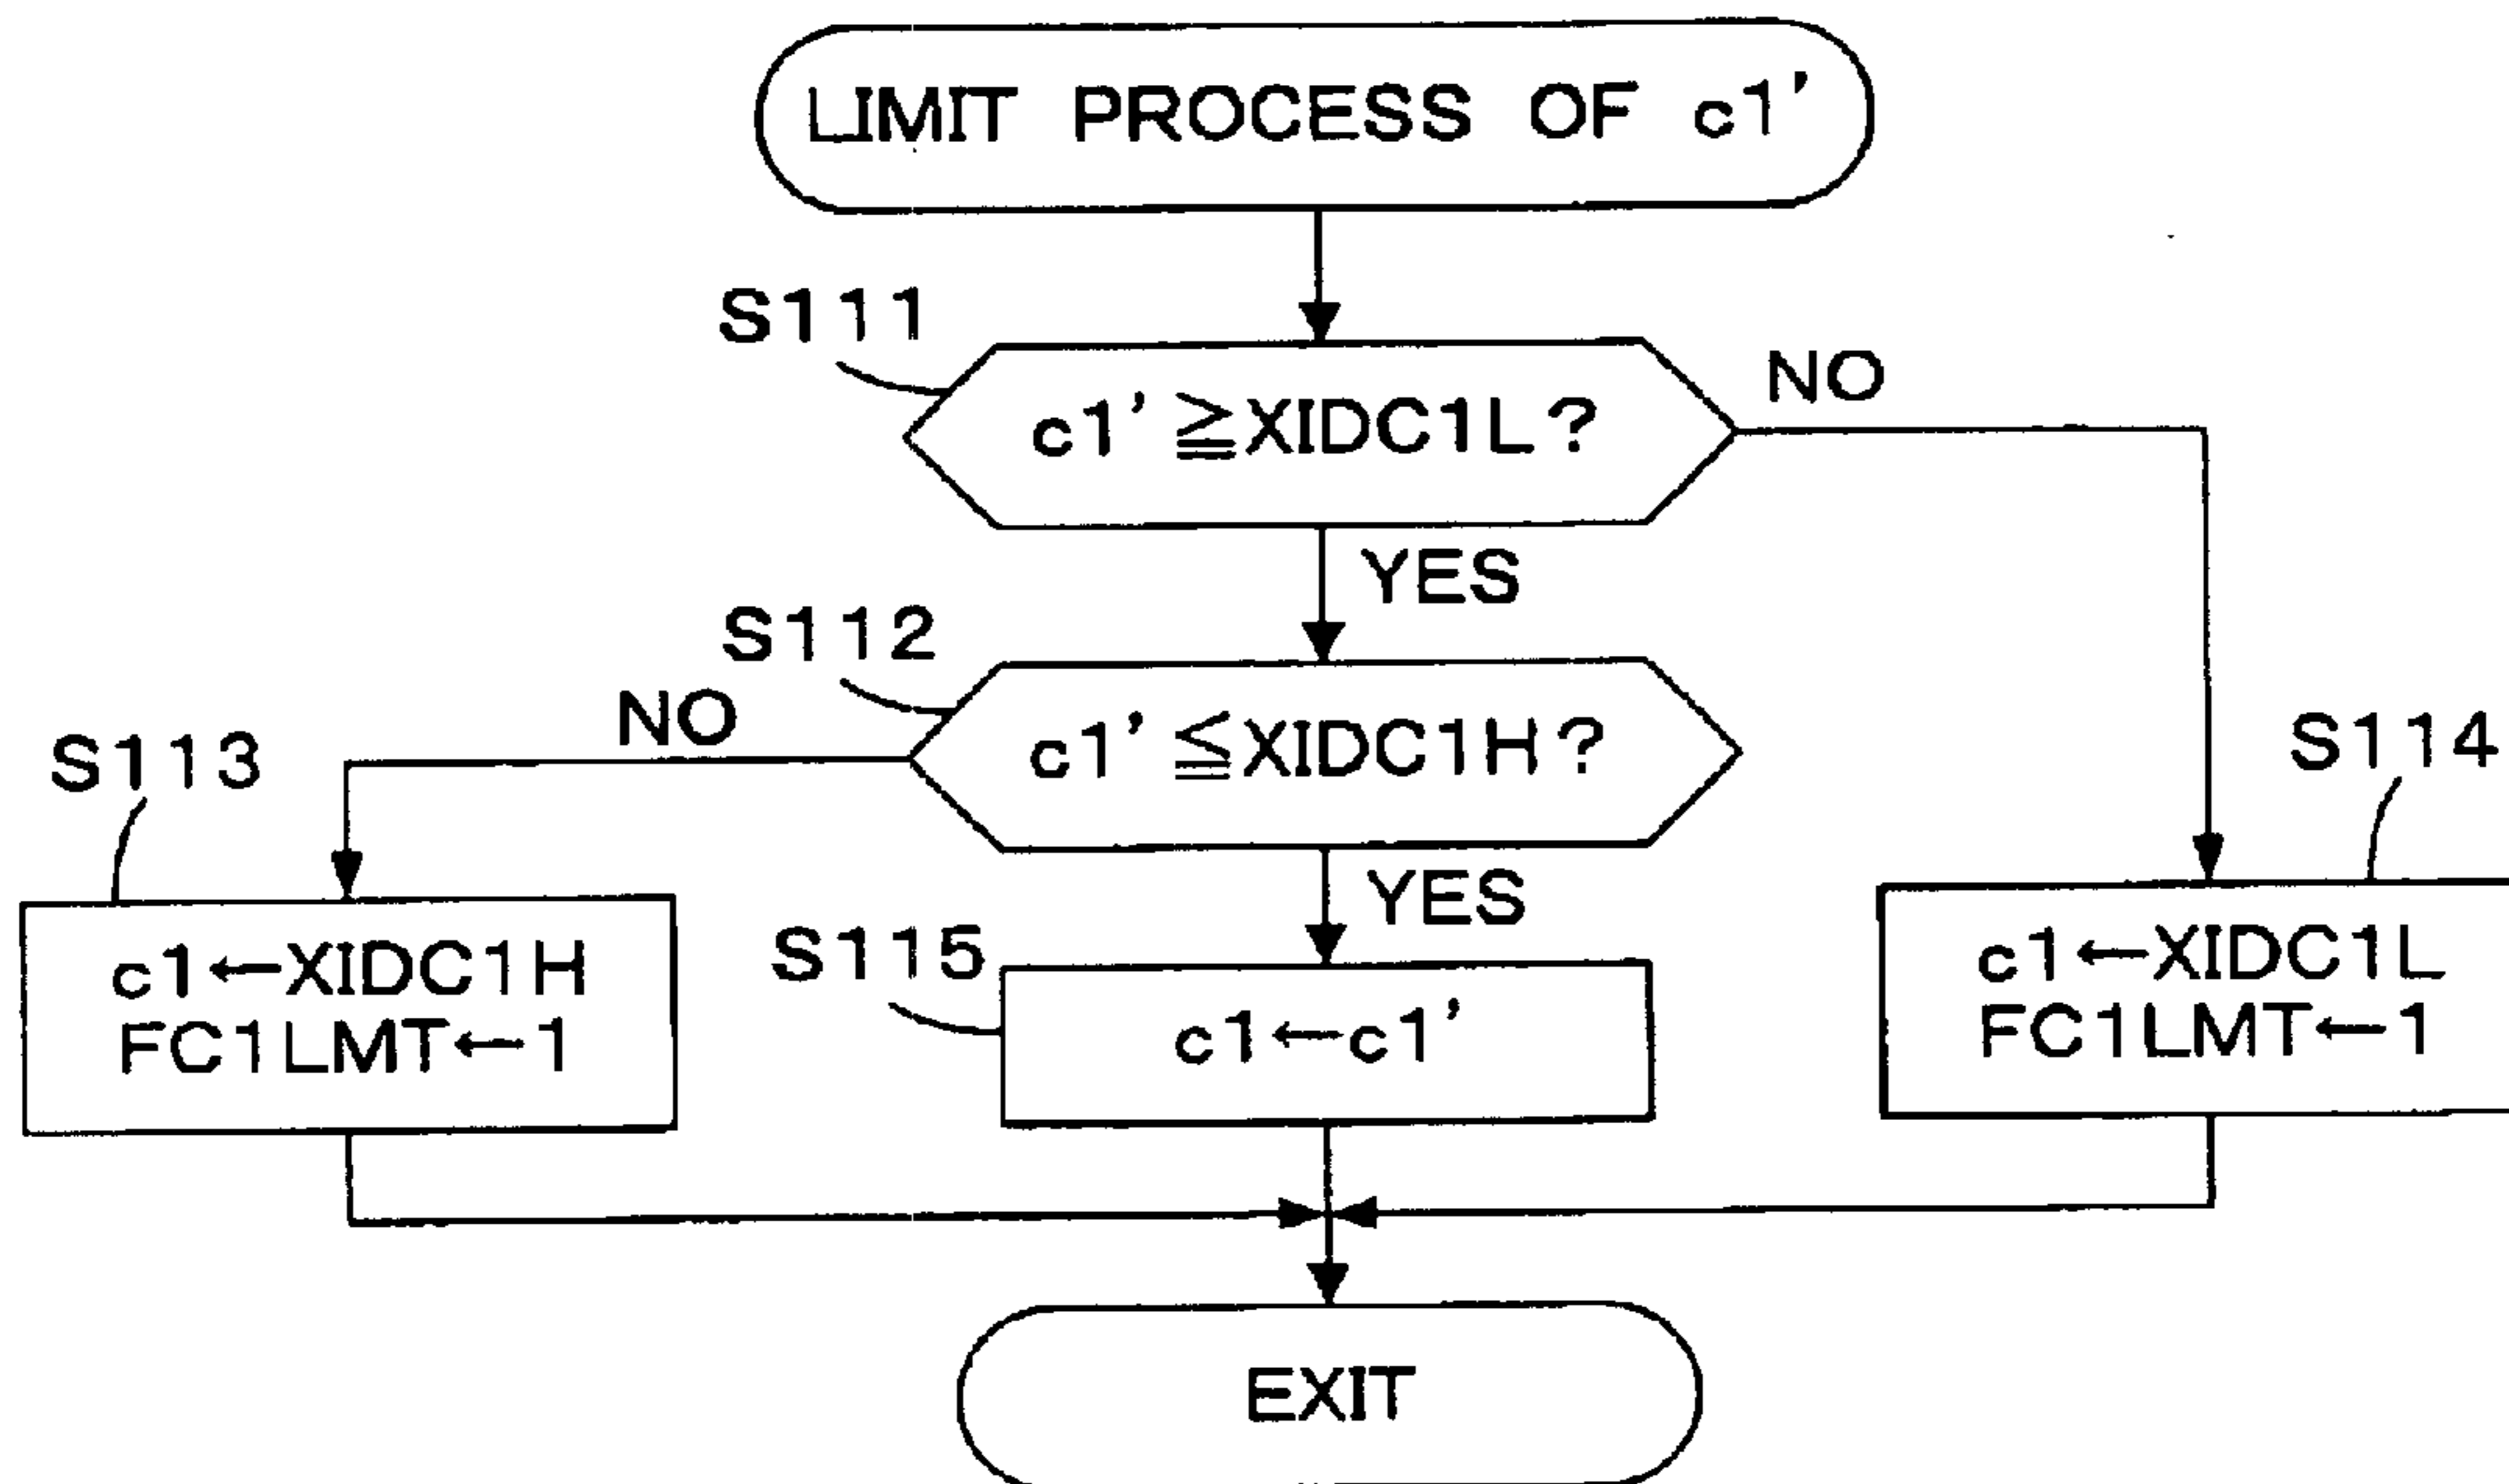 LIMIT PROCESS OF c1'
S111
c1'≧XIDC1L?
NO
YES
S112
NO
c1'≦XIDC1H?
S113
S114
YES
S115
c1←XIDC1H
FC1LMT←1
c1←c1'
c1←XIDC1L
FC1LMT←1
EXIT